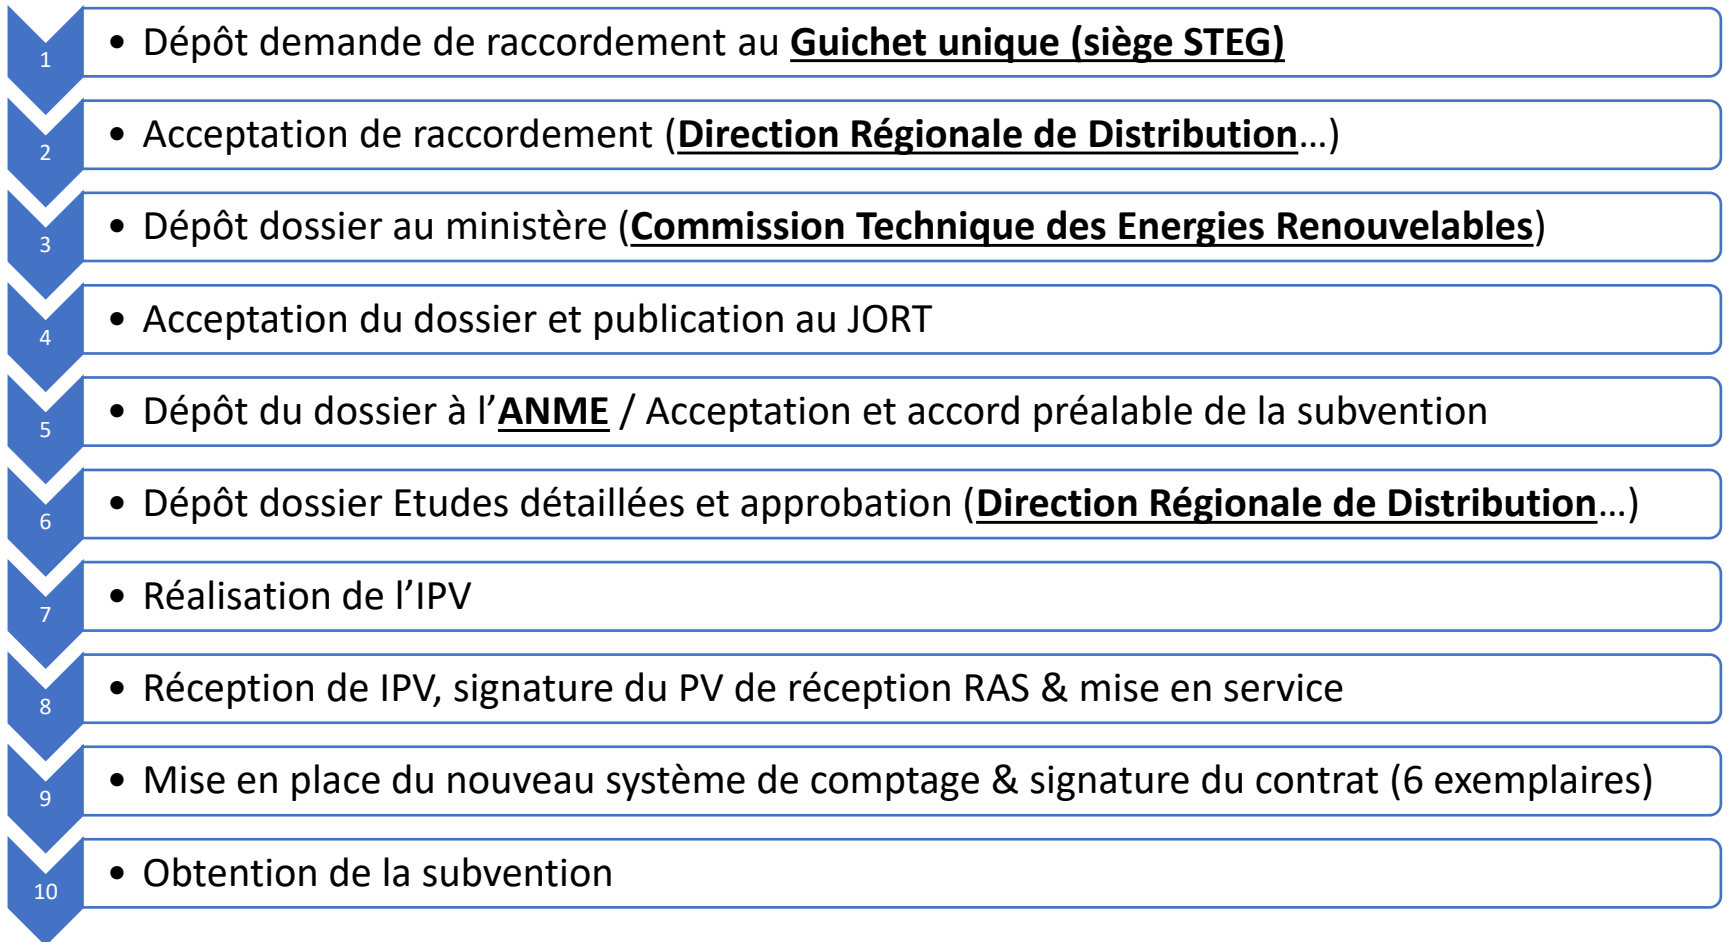 1
• Dépôt demande de raccordement au Guichet unique (siège STEG)
2
• Acceptation de raccordement (Direction Régionale de Distribution…)
3
• Dépôt dossier au ministère (Commission Technique des Energies Renouvelables)
4
• Acceptation du dossier et publication au JORT
5
• Dépôt du dossier à l’ANME / Acceptation et accord préalable de la subvention
6
• Dépôt dossier Etudes détaillées et approbation (Direction Régionale de Distribution…)
7
• Réalisation de l’IPV
8
• Réception de IPV, signature du PV de réception RAS & mise en service
9
• Mise en place du nouveau système de comptage & signature du contrat (6 exemplaires)
10
• Obtention de la subvention